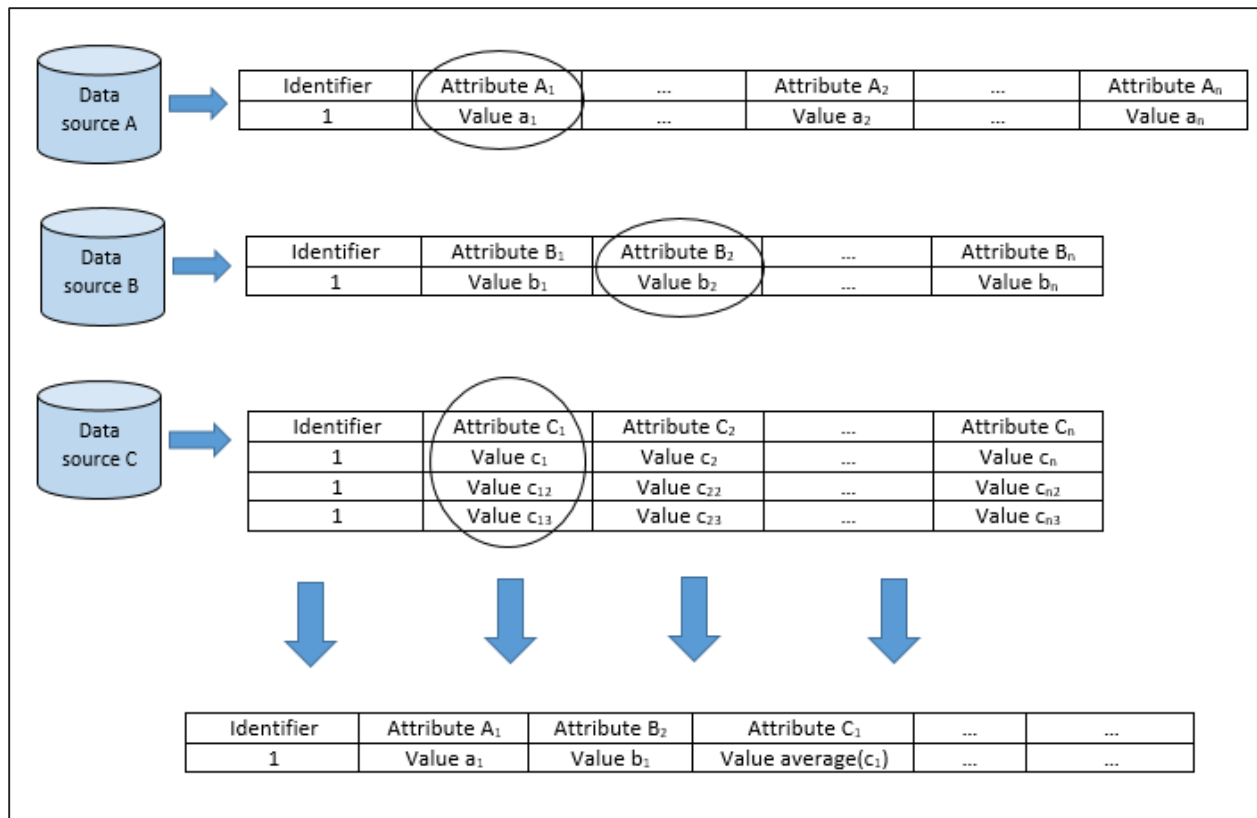 Data
source A
Identifier Attribute A₁ ... Attribute A₂ ... Attribute Aₙ
1 Value a₁ ... Value a₂ ... Value aₙ
Data
source B
Identifier Attribute B₁ Attribute B₂ ... Attribute Bₙ
1 Value b₁ Value b₂ ... Value bₙ
Data
source C
Identifier Attribute C₁ Attribute C₂ ... Attribute Cₙ
1 Value c₁ Value c₂ ... Value cₙ
1 Value c₁₂ Value c₂₂ ... Value cₙ₂
1 Value c₁₃ Value c₂₃ ... Value cₙ₃
Identifier Attribute A₁ Attribute B₂ Attribute C₁ ... ...
1 Value a₁ Value b₁ Value average(c₁) ... ...